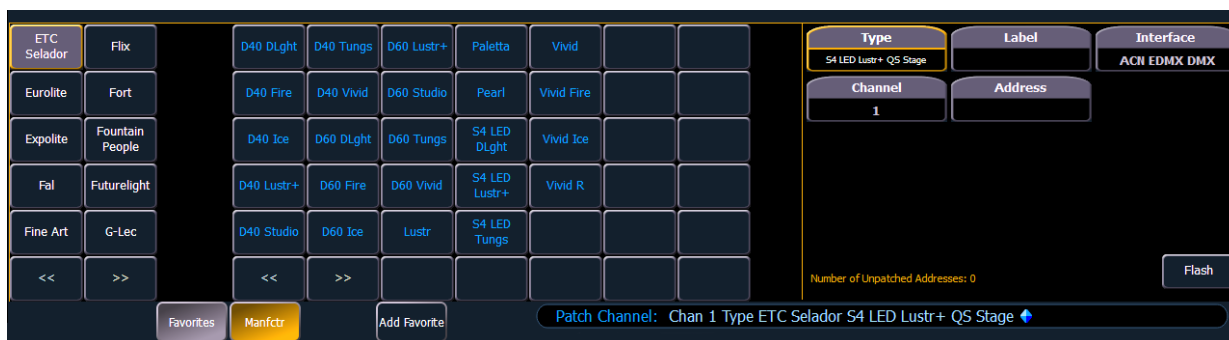 ETC Selador Flix D40 DLght D40 Tungs D60 Lustr+ Paletta Vivid Type Label Interface
S4 LED Lustr+ QS Stage ACN EDMX DMX
Eurolite Fort D40 Fire D40 Vivid D60 Studio Pearl Vivid Fire Channel Address
1
Expolite Fountain People D40 Ice D60 DLght D60 Tungs S4 LED DLght Vivid Ice
Fal Futurelight D40 Lustr+ D60 Fire D60 Vivid S4 LED Lustr+ Vivid R
Fine Art G-Lec D40 Studio D60 Ice Lustr S4 LED Tungs
<< >> << >> Number of Unpatched Addresses: 0 Flash
Favorites Manfctr Add Favorite Patch Channel: Chan 1 Type ETC Selador S4 LED Lustr+ QS Stage